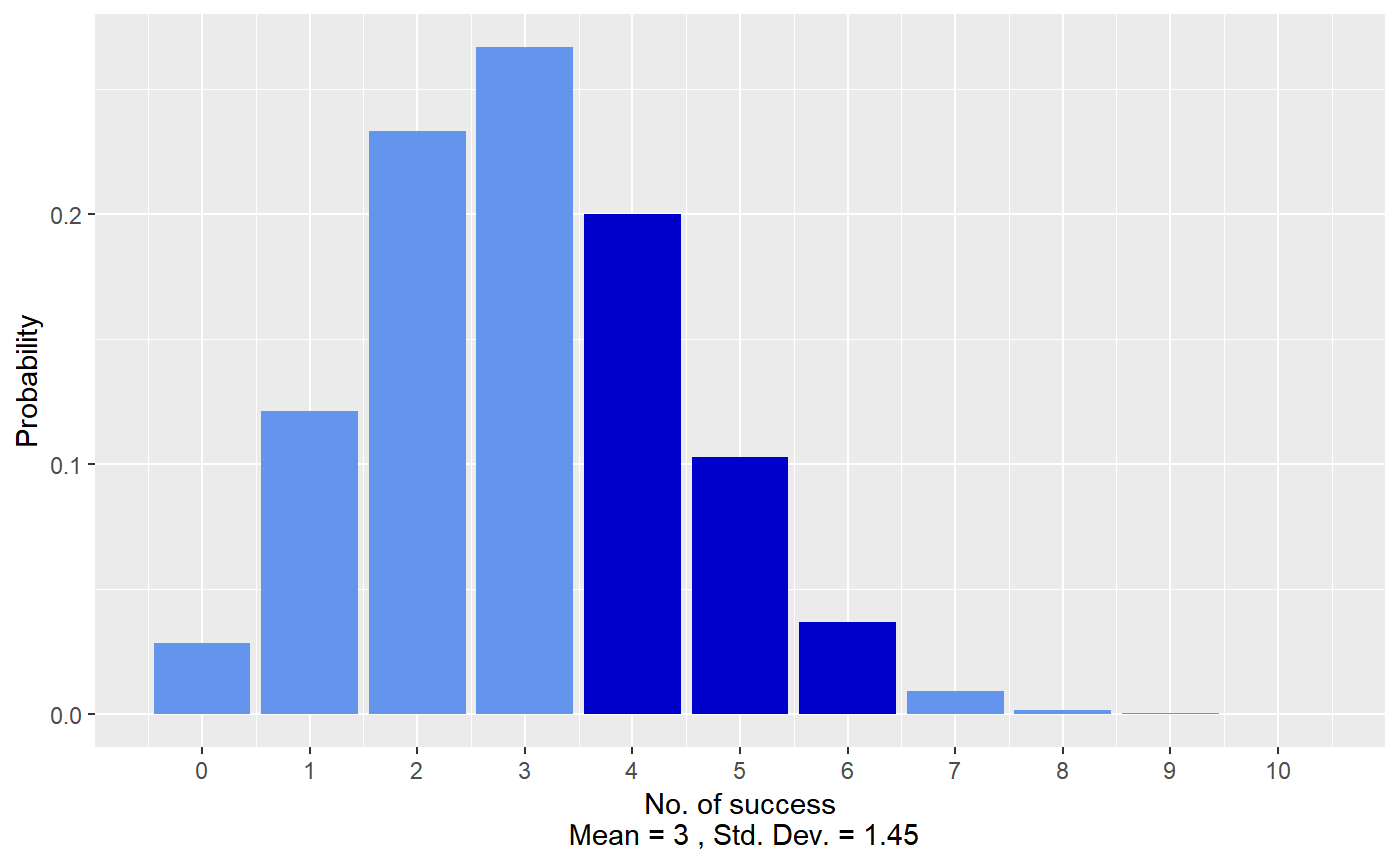 Probability
0.2
0.1
0.0
0 1 2 3 4 5 6 7 8 9 10
No. of success
Mean = 3 , Std. Dev. = 1.45